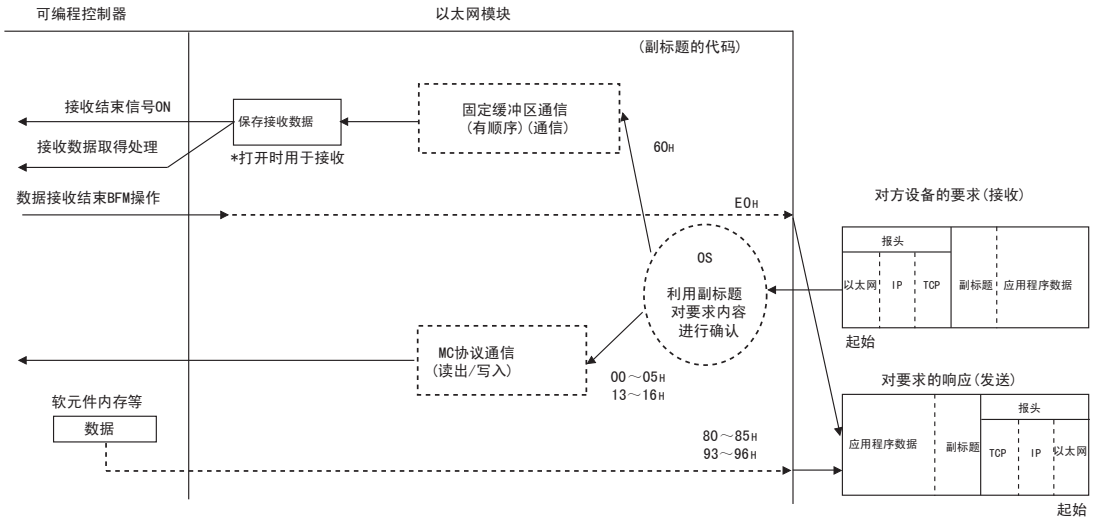 可编程控制器
以太网模块
(副标题的代码)
接收结束信号ON
保存接收数据
固定缓冲区通信
(有顺序)(通信)
接收数据取得处理
*打开时用于接收
60H
数据接收结束BFM操作
E0H
对方设备的要求(接收)
报头
以太网 IP TCP 副标题 应用程序数据
起始
OS
利用副标题
对要求内容
进行确认
MC协议通信
(读出/写入)
00～05H
13～16H
对要求的响应(发送)
报头
应用程序数据 副标题 TCP IP 以太网
起始
软元件内存等
数据
80～85H
93～96H